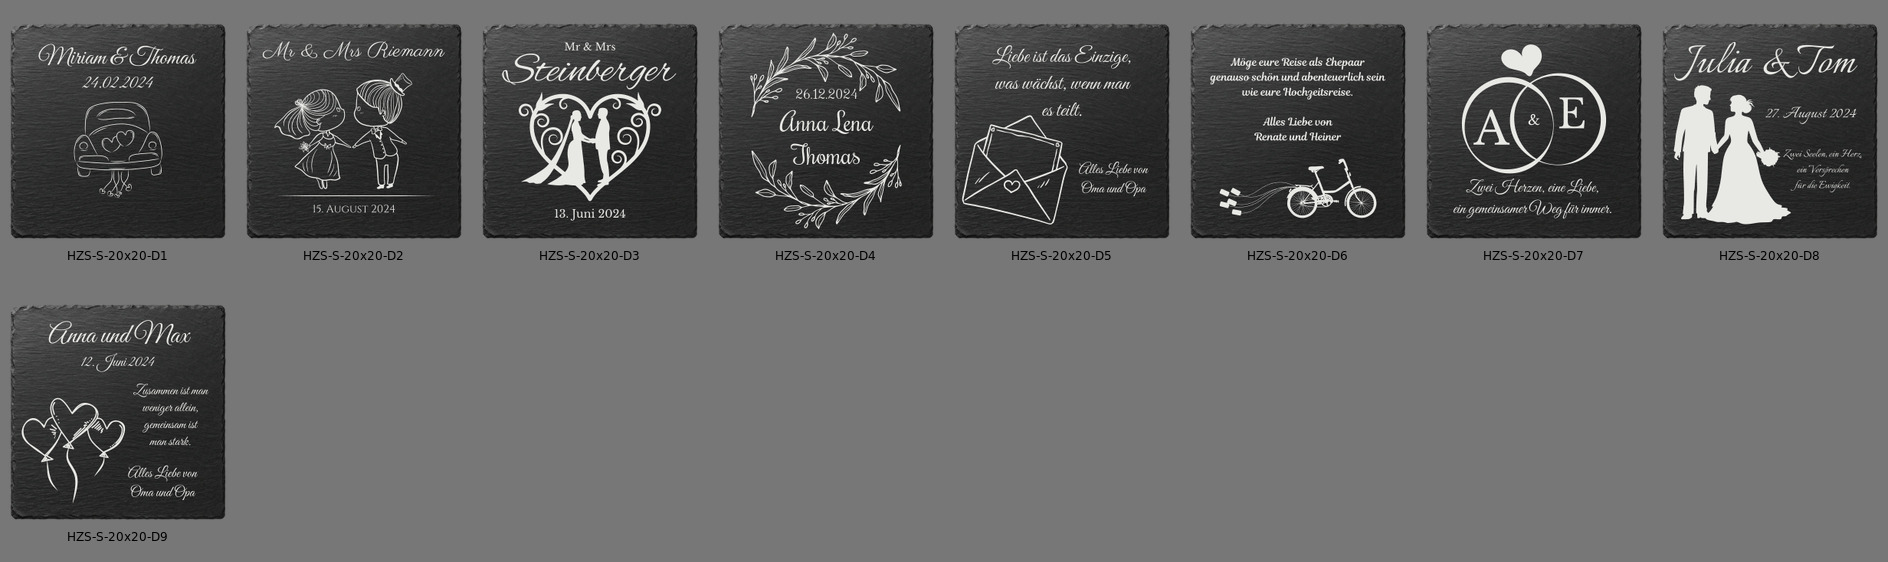 Miriam & Thomas
24.02.2024
HZS-S-20x20-D1
Mr & Mrs Riemann
15. August 2024
HZS-S-20x20-D2
Mr & Mrs
Steinberger
13. Juni 2024
HZS-S-20x20-D3
26.12.2024
Anna Lena
Thomas
HZS-S-20x20-D4
Liebe ist das Einzige,
was wächst, wenn man
es teilt.
Alles Liebe von
Oma und Opa
HZS-S-20x20-D5
Möge eure Reise als Ehepaar
genauso schön und abenteuerlich sein
wie eure Hochzeitsreise.
Alles Liebe von
Renate und Heiner
HZS-S-20x20-D6
A & E
Zwei Herzen, eine Liebe,
ein gemeinsamer Weg für immer.
HZS-S-20x20-D7
Julia & Tom
27. August 2024
Zwei Seelen, ein Herz,
ein Versprechen
für die Ewigkeit.
HZS-S-20x20-D8
Anna und Max
12. Juni 2024
Zusammen ist man
weniger allein,
gemeinsam ist
man stark.
Alles Liebe von
Oma und Opa
HZS-S-20x20-D9